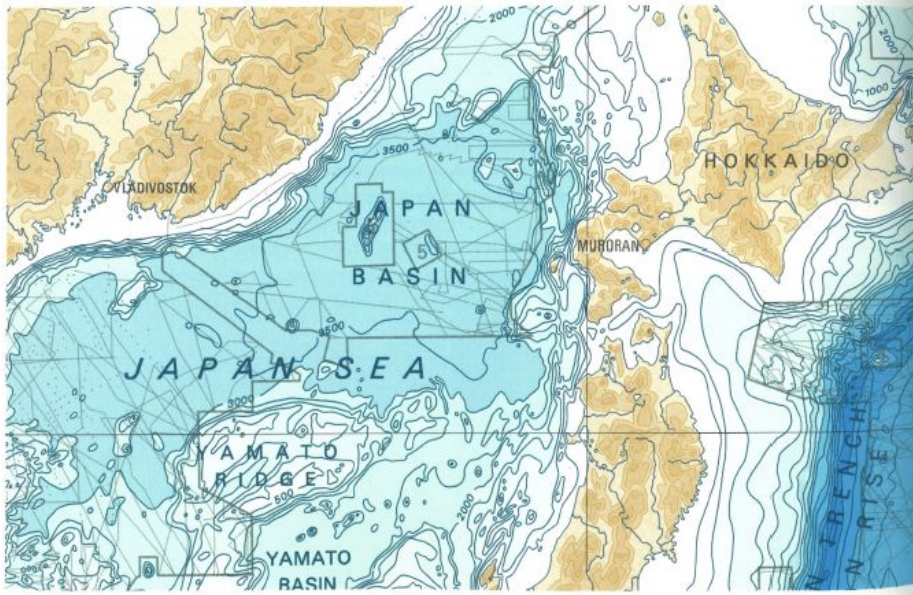 2000
2000
1000
HOKKAIDO
3500
VLADIVOSTOK
JAPAN
MURORAN
50
BASIN
3500
JAPAN SEA
3000
YAMATO
RIDGE
500
YAMATO
BASIN
N TRENCH
N RISE